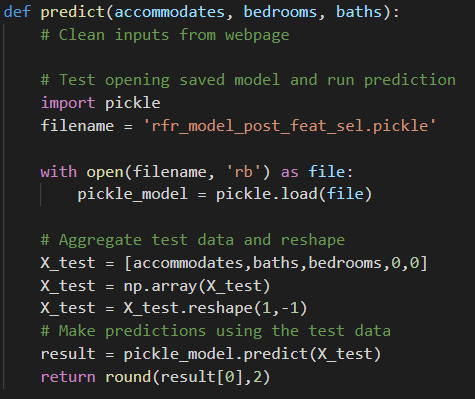 def predict(accommodates, bedrooms, baths):
    # Clean inputs from webpage

    # Test opening saved model and run prediction
    import pickle
    filename = 'rfr_model_post_feat_sel.pickle'

    with open(filename, 'rb') as file:
        pickle_model = pickle.load(file)

    # Aggregate test data and reshape
    X_test = [accommodates,baths,bedrooms,0,0]
    X_test = np.array(X_test)
    X_test = X_test.reshape(1,-1)
    # Make predictions using the test data
    result = pickle_model.predict(X_test)
    return round(result[0],2)